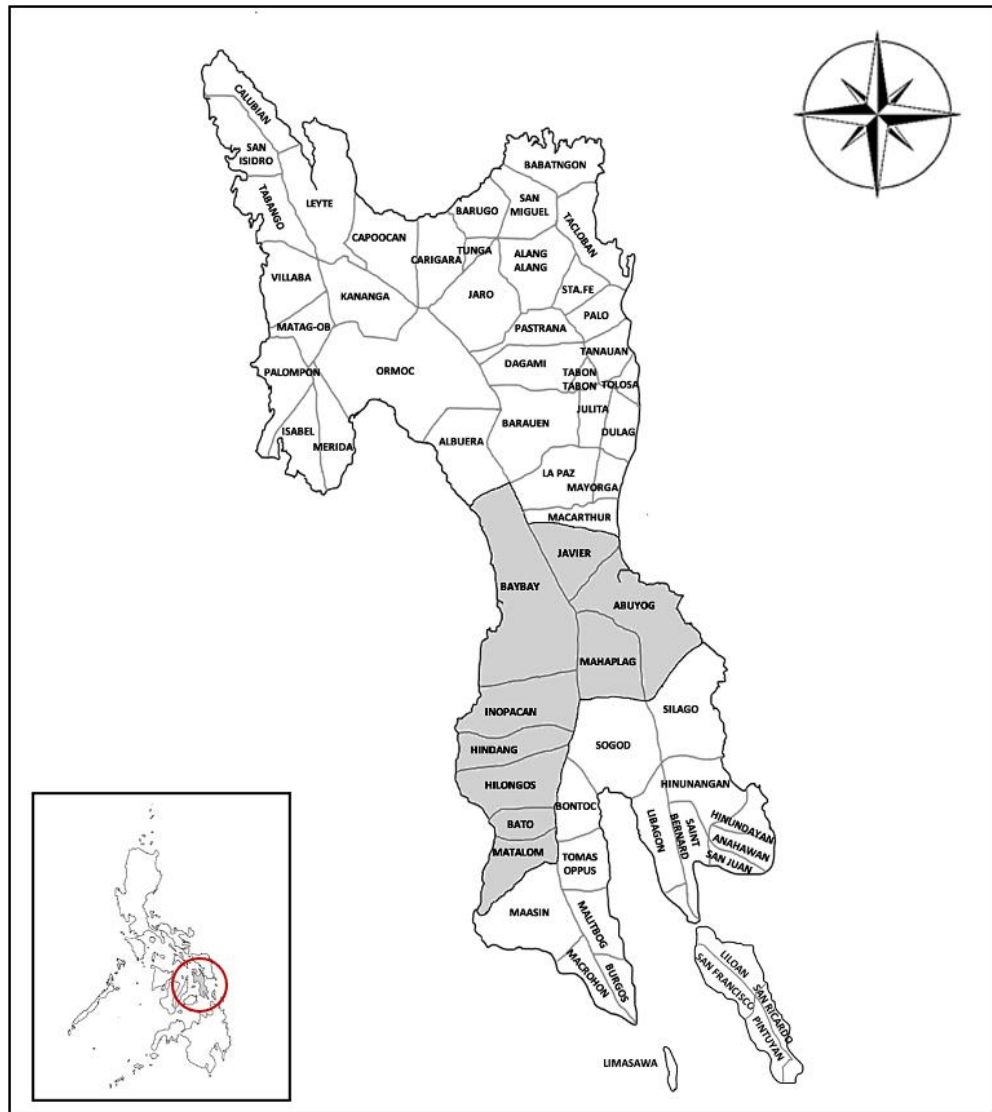 CALUBIAN
SAN
ISIDRO
TABANGO
LEYTE
BABATNGON
BARUGO
SAN
MIGUEL
TACLOBAN
CAPOOCAN
CARIGARA
TUNGA
ALANG
ALANG
VILLABA
KANANGA
JARO
STA.FE
MATAG-OB
PASTRANA
PALO
PALOMPON
ORMOC
DAGAMI
TANAUAN
TABON
TABON
TOLOSA
ISABEL
MERIDA
ALBUERA
BARAUEN
JULITA
DULAG
LA PAZ
MAYORGA
MACARTHUR
JAVIER
BAYBAY
ABUYOG
MAHAPLAG
INOPACAN
SILAGO
HINDANG
SOGOD
HILONGOS
HINUNANGAN
BONTOC
LIBAGON
SAINT
BERNARD
HINUNDAYAN
BATO
ANAHAWAN
MATALOM
SAN JUAN
TOMAS
OPPUS
MAASIN
MALITBOG
MACROHON
BURGOS
LILOAN
SAN FRANCISCO
SAN RICARDO
PINTUYAN
LIMASAWA